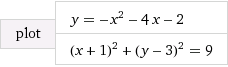 plot
y = −x² − 4 x − 2
(x + 1)² + (y − 3)² = 9